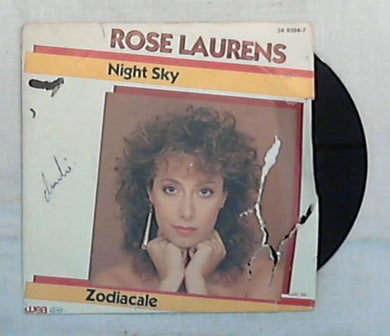 24 9394-7
ROSE LAURENS
Night Sky
Zodiacale
wea